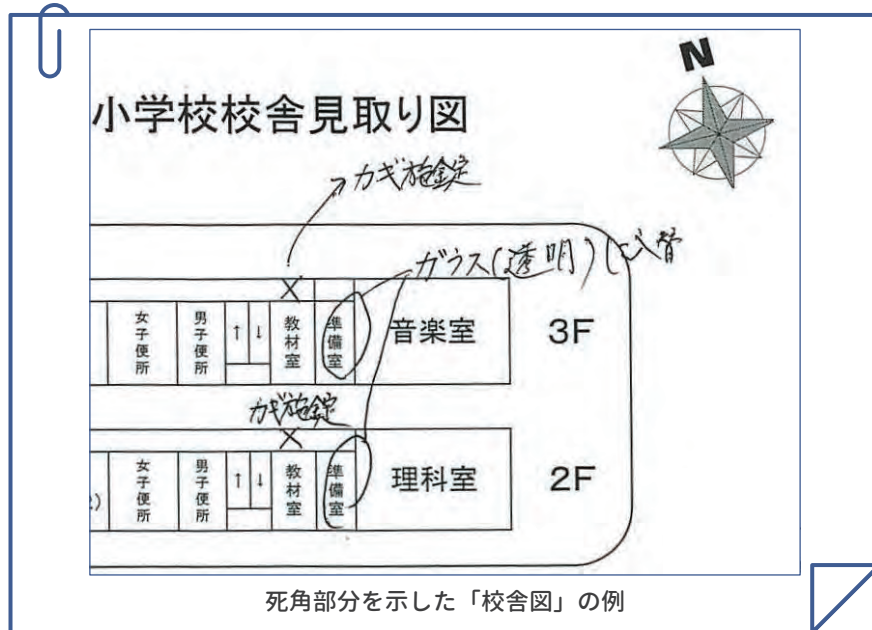 N
小学校校舎見取り図
カギ施錠
ガラス(透明)に替
女子便所
男子便所
↑
↓
教材室
準備室
音楽室
3F
カギ施錠
2)
女子便所
男子便所
↑
↓
教材室
準備室
理科室
2F
死角部分を示した「校舎図」の例